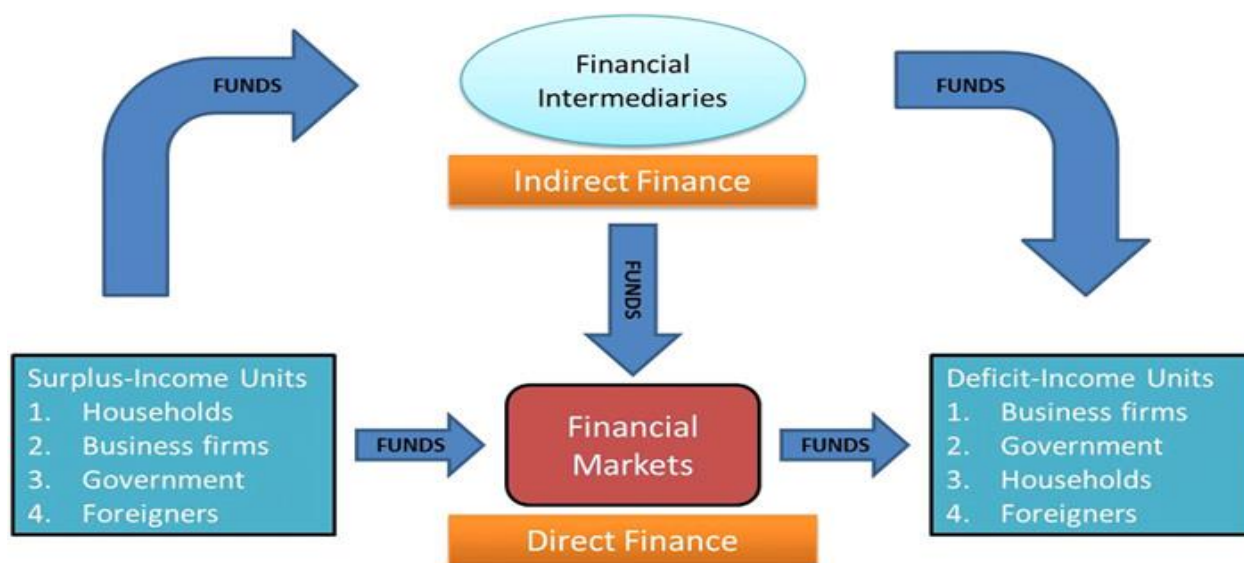 FUNDS
Financial
Intermediaries
FUNDS
Indirect Finance
FUNDS
Surplus-Income Units
1. Households
2. Business firms
3. Government
4. Foreigners
FUNDS
Financial
Markets
FUNDS
Deficit-Income Units
1. Business firms
2. Government
3. Households
4. Foreigners
Direct Finance